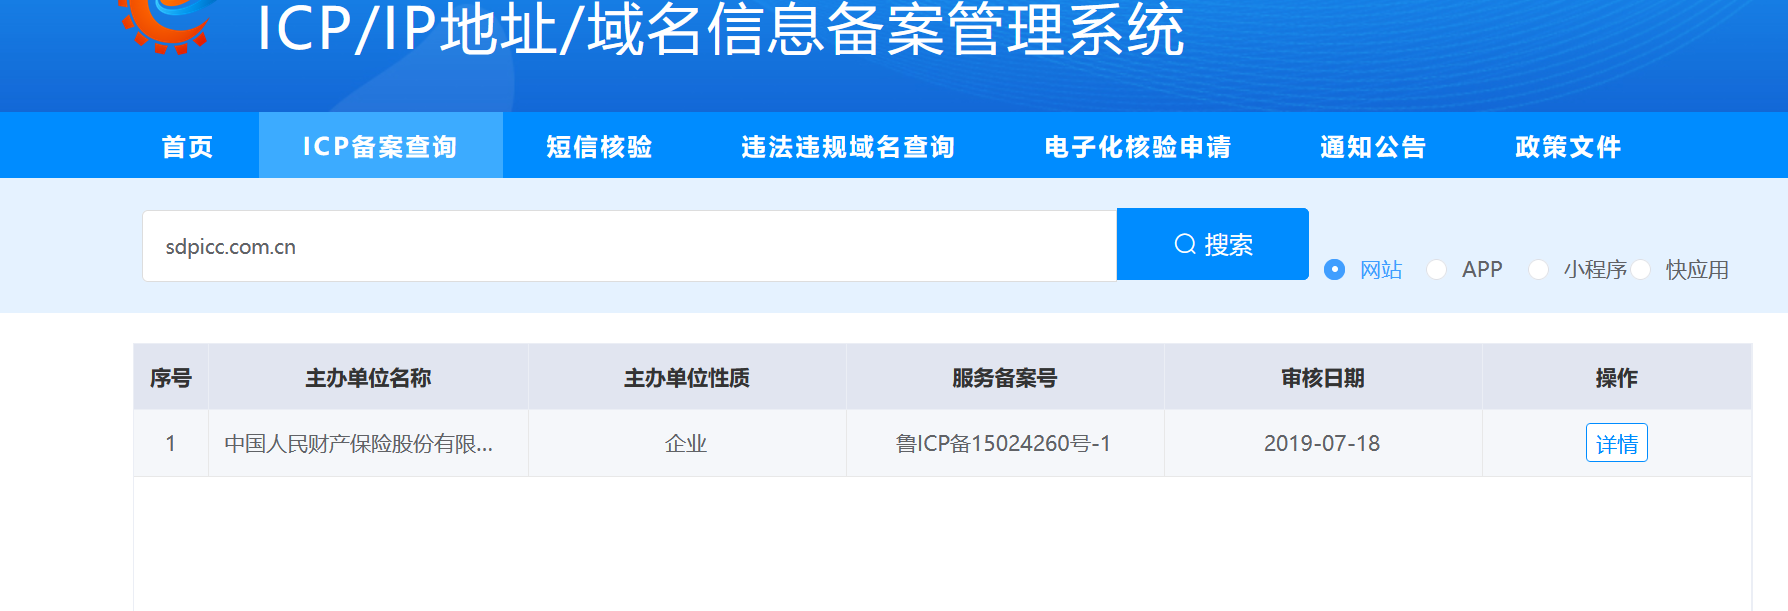 ICP/IP地址/域名信息备案管理系统
首页 ICP备案查询 短信核验 违法违规域名查询 电子化核验申请 通知公告 政策文件
sdpicc.com.cn 搜索 网站 APP 小程序 快应用
序号 主办单位名称 主办单位性质 服务备案号 审核日期 操作
1 中国人民财产保险股份有限... 企业 鲁ICP备15024260号-1 2019-07-18 详情